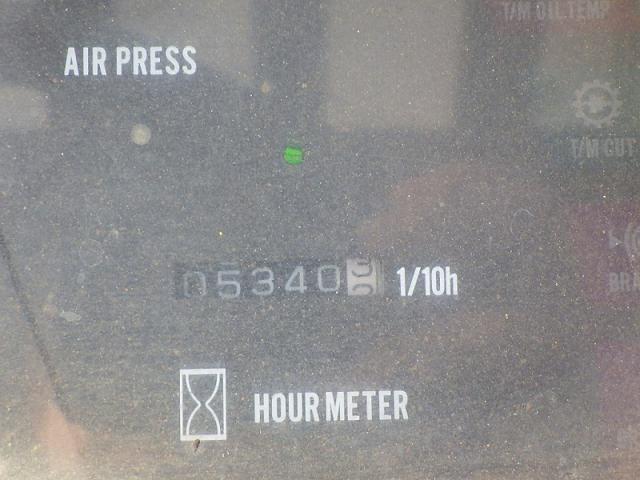 T/M OIL TEMP
AIR PRESS
T/M CUT
05340 1/10h
HOUR METER